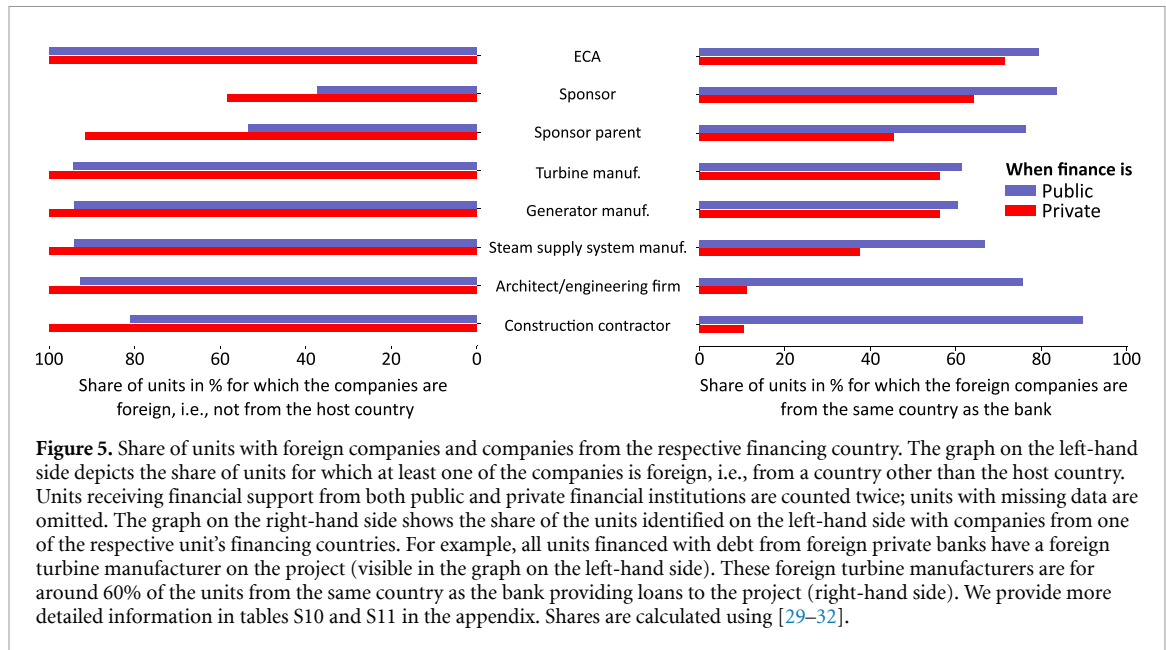 ECA
Sponsor
Sponsor parent
Turbine manuf.
Generator manuf.
Steam supply system manuf.
Architect/engineering firm
Construction contractor
When finance is
Public
Private
100 80 60 40 20 0
0 20 40 60 80 100
Share of units in % for which the companies are
foreign, i.e., not from the host country
Share of units in % for which the foreign companies are
from the same country as the bank
Figure 5. Share of units with foreign companies and companies from the respective financing country. The graph on the left-hand
side depicts the share of units for which at least one of the companies is foreign, i.e., from a country other than the host country.
Units receiving financial support from both public and private financial institutions are counted twice; units with missing data are
omitted. The graph on the right-hand side shows the share of the units identified on the left-hand side with companies from one
of the respective unit's financing countries. For example, all units financed with debt from foreign private banks have a foreign
turbine manufacturer on the project (visible in the graph on the left-hand side). These foreign turbine manufacturers are for
around 60% of the units from the same country as the bank providing loans to the project (right-hand side). We provide more
detailed information in tables S10 and S11 in the appendix. Shares are calculated using [29–32].